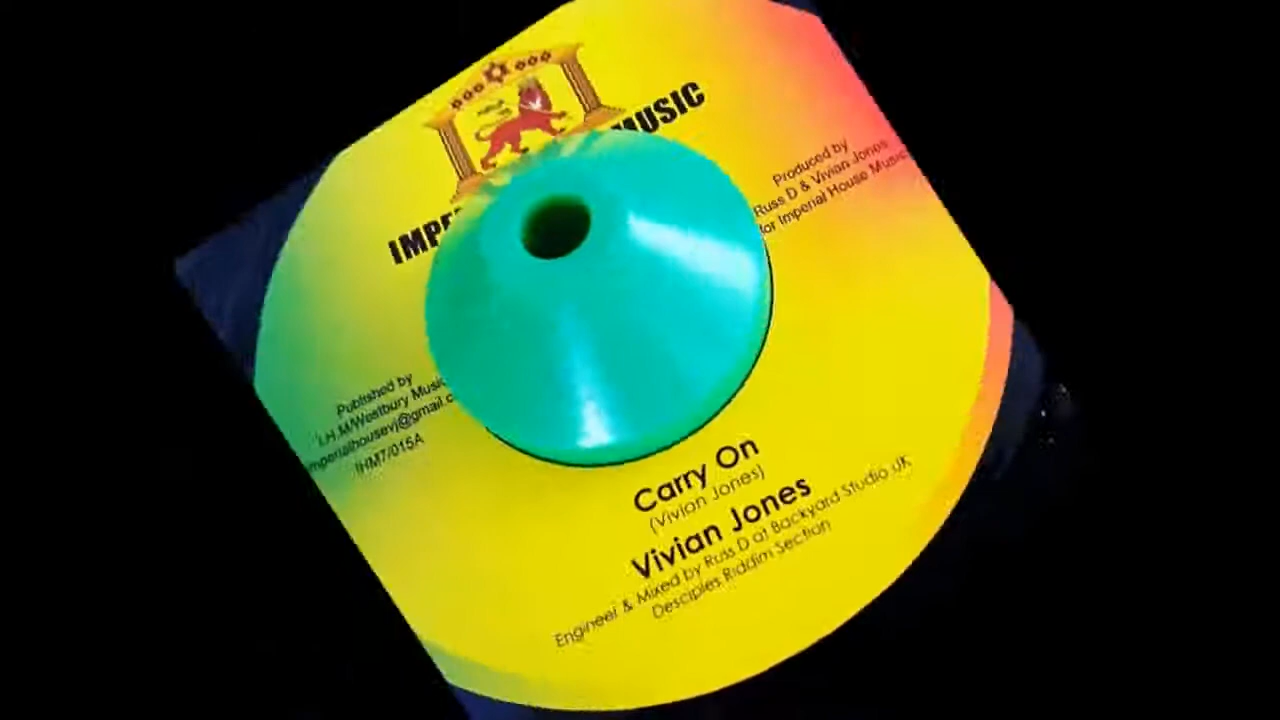 IMPE MUSIC
Produced by
Russ D & Vivian Jones
for Imperial House Music
Published by
I.H.M/Westbury Music
imperialhousevj@gmail.c
IHM7/015A
Carry On
(Vivian Jones)
Vivian Jones
Engineer & Mixed by Russ D at Backyard Studio UK
Desciples Riddim Section